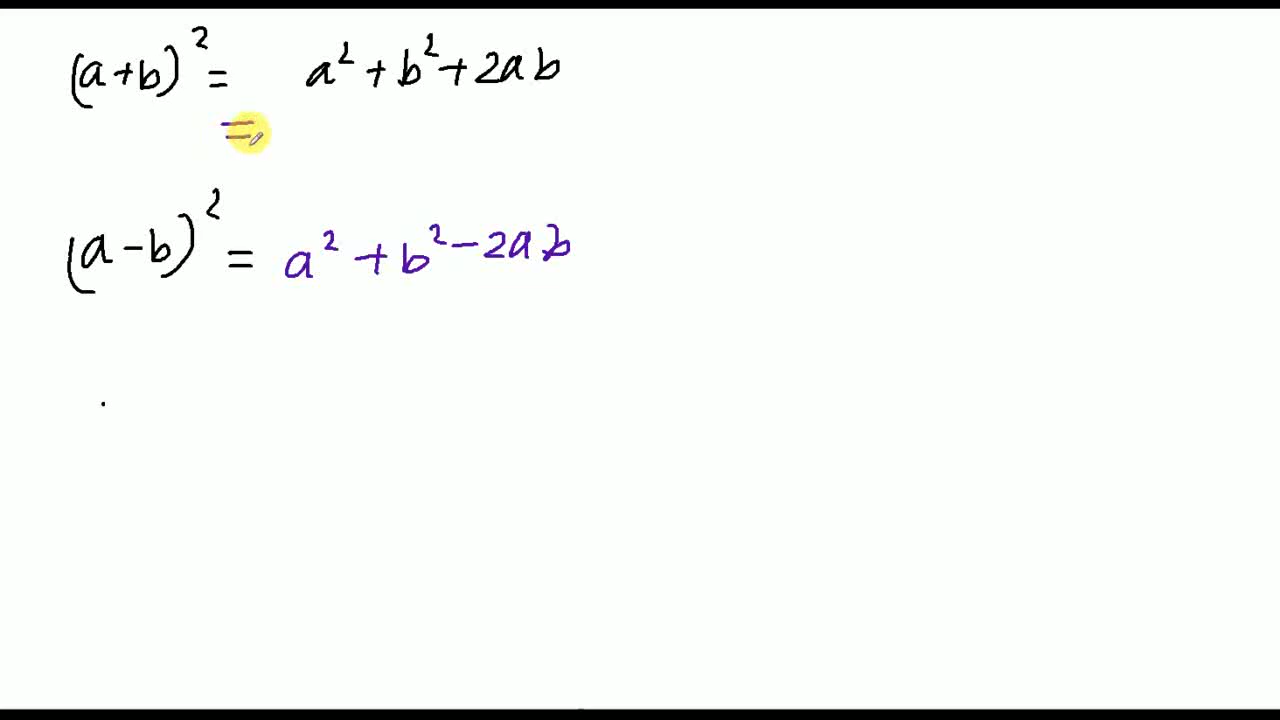 (a+b)² = a² + b² + 2ab
=
(a-b)² = a² + b² - 2ab
.